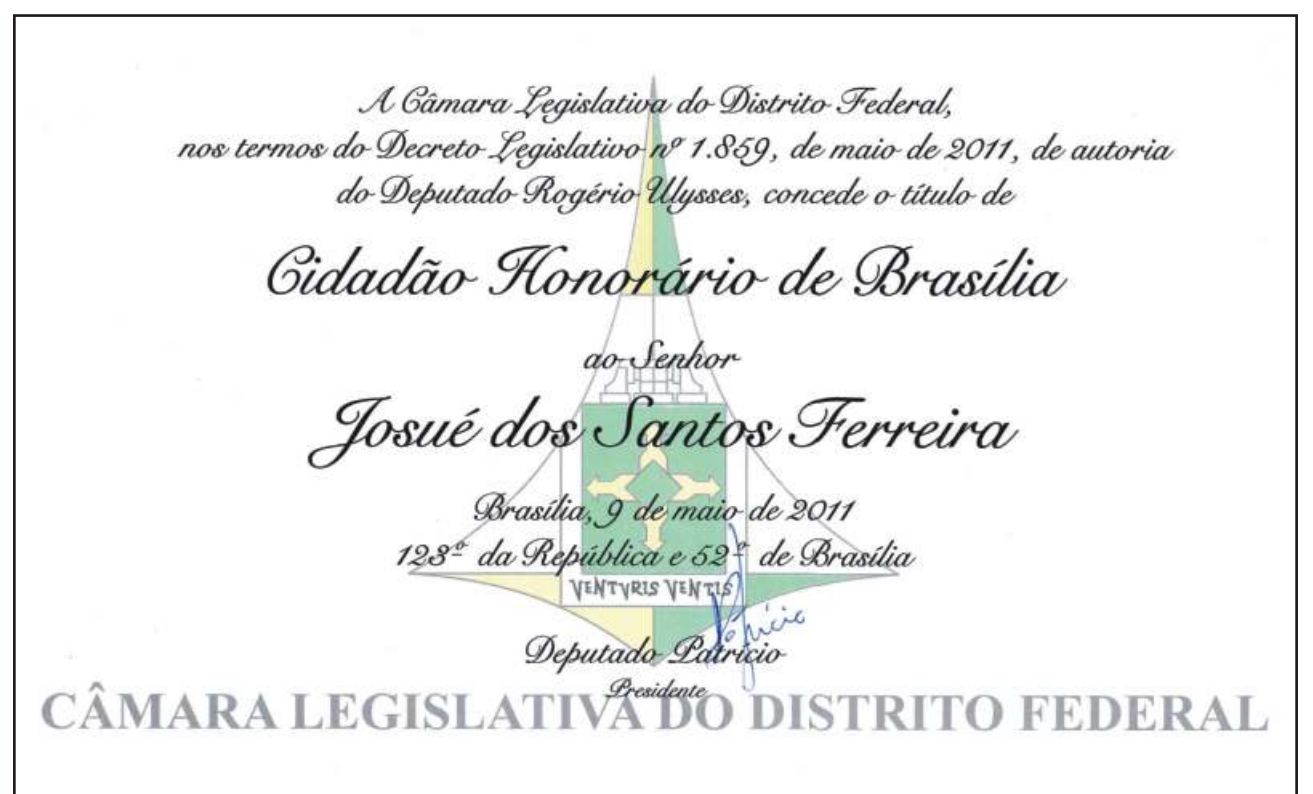 A Câmara Legislativa do Distrito Federal,
nos termos do Decreto Legislativo nº 1.859, de maio de 2011, de autoria
do Deputado Rogério Ulysses, concede o título de
Cidadão Honorário de Brasília
ao Senhor
Josué dos Santos Ferreira
Brasília, 9 de maio de 2011
123º da República e 52º de Brasília
VENTVRIS VENTIS
Patrício
Deputado Patrício
Presidente
CÂMARA LEGISLATIVA DO DISTRITO FEDERAL